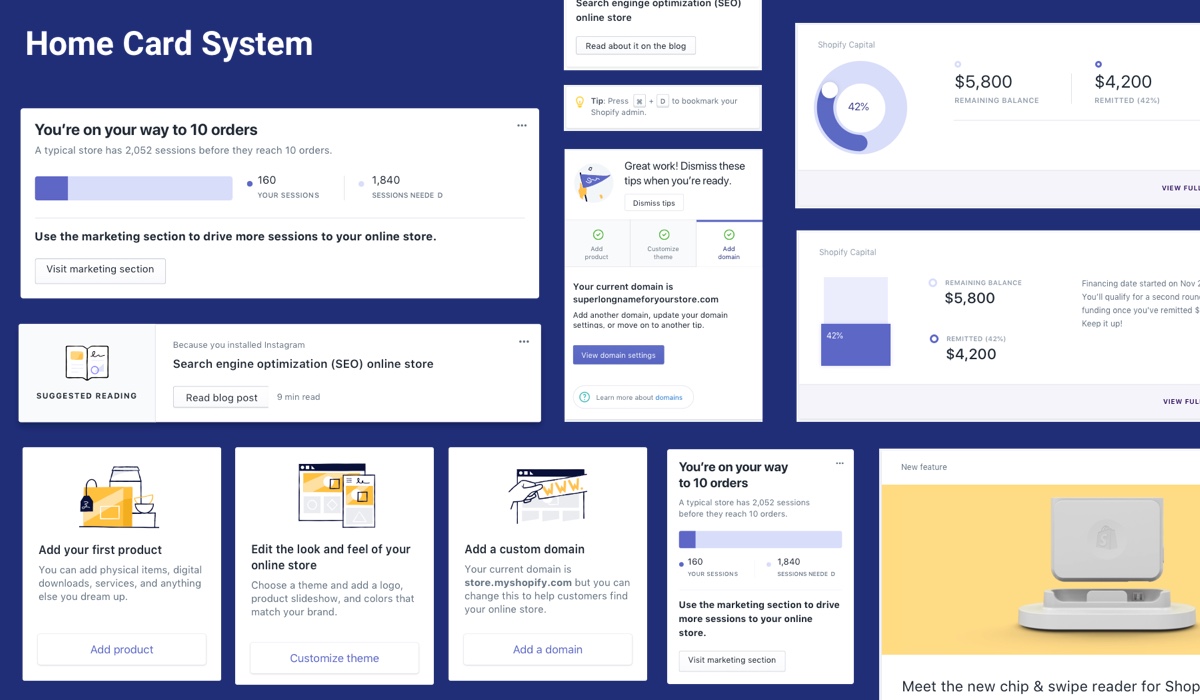 Home Card System
You're on your way to 10 orders
A typical store has 2,052 sessions before they reach 10 orders.
160
YOUR SESSIONS
1,840
SESSIONS NEEDE D
Use the marketing section to drive more sessions to your online store.
Visit marketing section
SUGGESTED READING
Because you installed Instagram
Search engine optimization (SEO) online store
Read blog post
9 min read
Search enginge optimization (SEO)
online store
Read about it on the blog
Tip: Press ⌘ + D to bookmark your
Shopify admin.
Great work! Dismiss these
tips when you're ready.
Dismiss tips
Add
product
Customize
theme
Add
domain
Your current domain is
superlongnameforyourstore.com
Add another domain, update your domain
settings, or move on to another tip.
View domain settings
Learn more about domains
Shopify Capital
42%
$5,800
REMAINING BALANCE
$4,200
REMITTED (42%)
VIEW FULL
Shopify Capital
42%
REMAINING BALANCE
$5,800
REMITTED (42%)
$4,200
Financing date started on Nov 2
You'll qualify for a second roun
funding once you've remitted $
Keep it up!
VIEW FULL
Add your first product
You can add physical items, digital
downloads, services, and anything
else you dream up.
Add product
Edit the look and feel of your
online store
Choose a theme and add a logo,
product slideshow, and colors that
match your brand.
Customize theme
WWW.
Add a custom domain
Your current domain is
store.myshopify.com but you can
change this to help customers find
your online store.
Add a domain
You're on your way
to 10 orders
A typical store has 2,052 sessions
before they reach 10 orders.
160
YOUR SESSIONS
1,840
SESSIONS NEEDE D
Use the marketing section to drive
more sessions to your online
store.
Visit marketing section
New feature
Meet the new chip & swipe reader for Shop